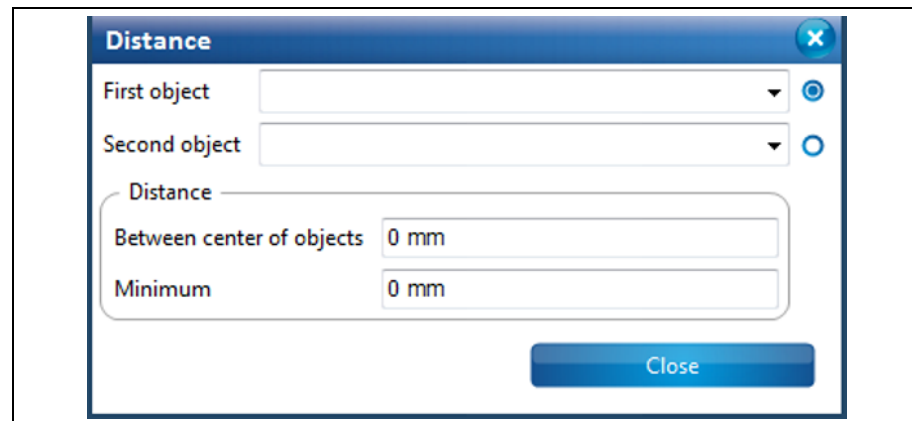 Distance
First object
Second object
Distance
Between center of objects 0 mm
Minimum 0 mm
Close